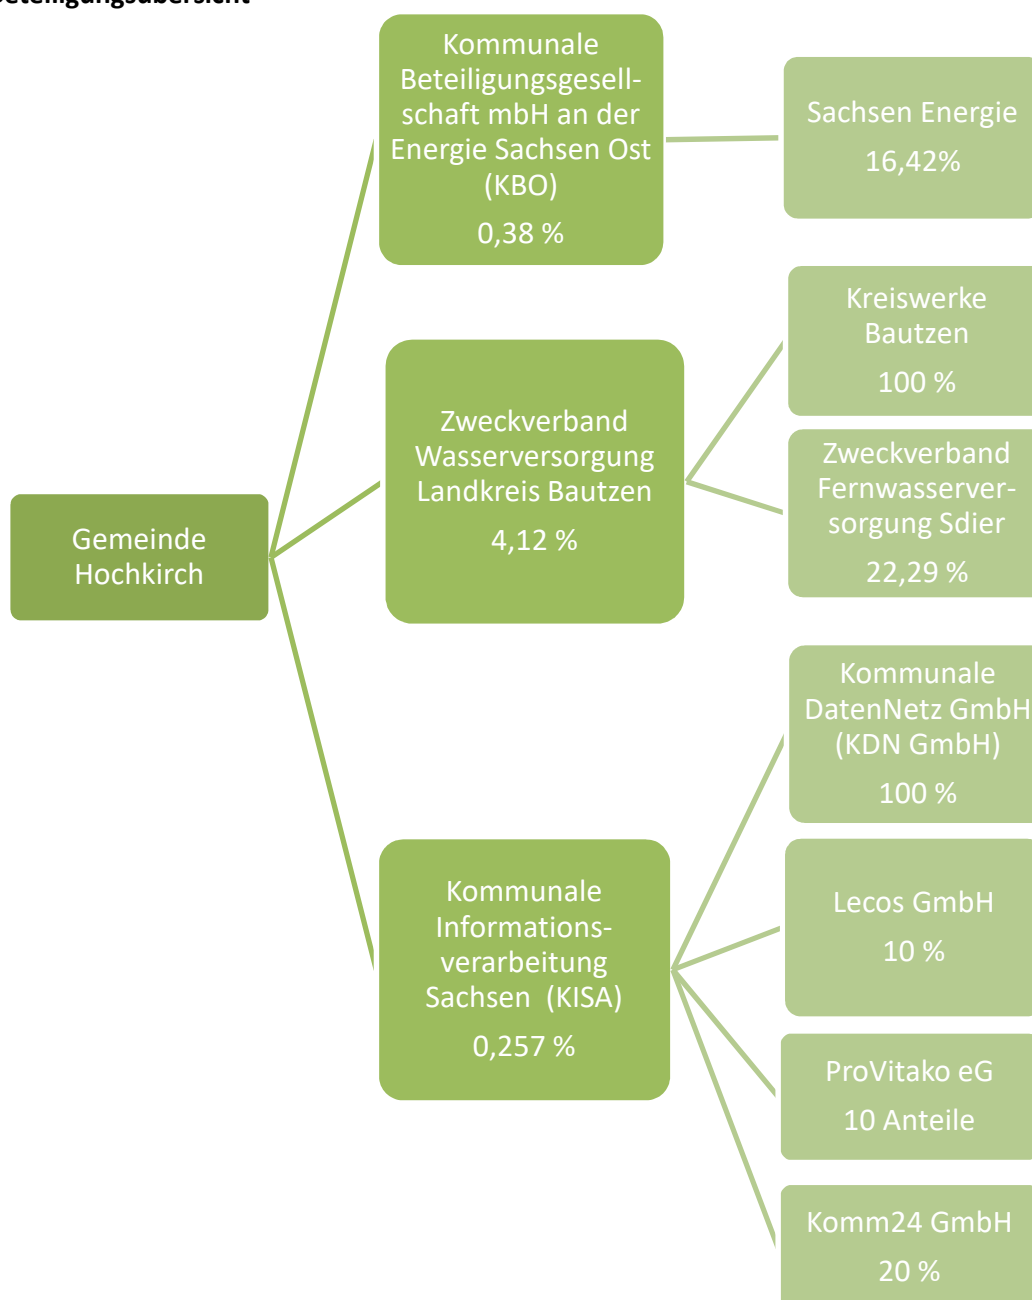 Beteiligungsübersicht
Kommunale
Beteiligungsgesell-
schaft mbH an der
Energie Sachsen Ost
(KBO)
0,38 %
Sachsen Energie
16,42%
Kreiswerke
Bautzen
100 %
Zweckverband
Wasserversorgung
Landkreis Bautzen
4,12 %
Zweckverband
Fernwasserver-
sorgung Sdier
22,29 %
Gemeinde
Hochkirch
Kommunale
DatenNetz GmbH
(KDN GmbH)
100 %
Kommunale
Informations-
verarbeitung
Sachsen (KISA)
0,257 %
Lecos GmbH
10 %
ProVitako eG
10 Anteile
Komm24 GmbH
20 %